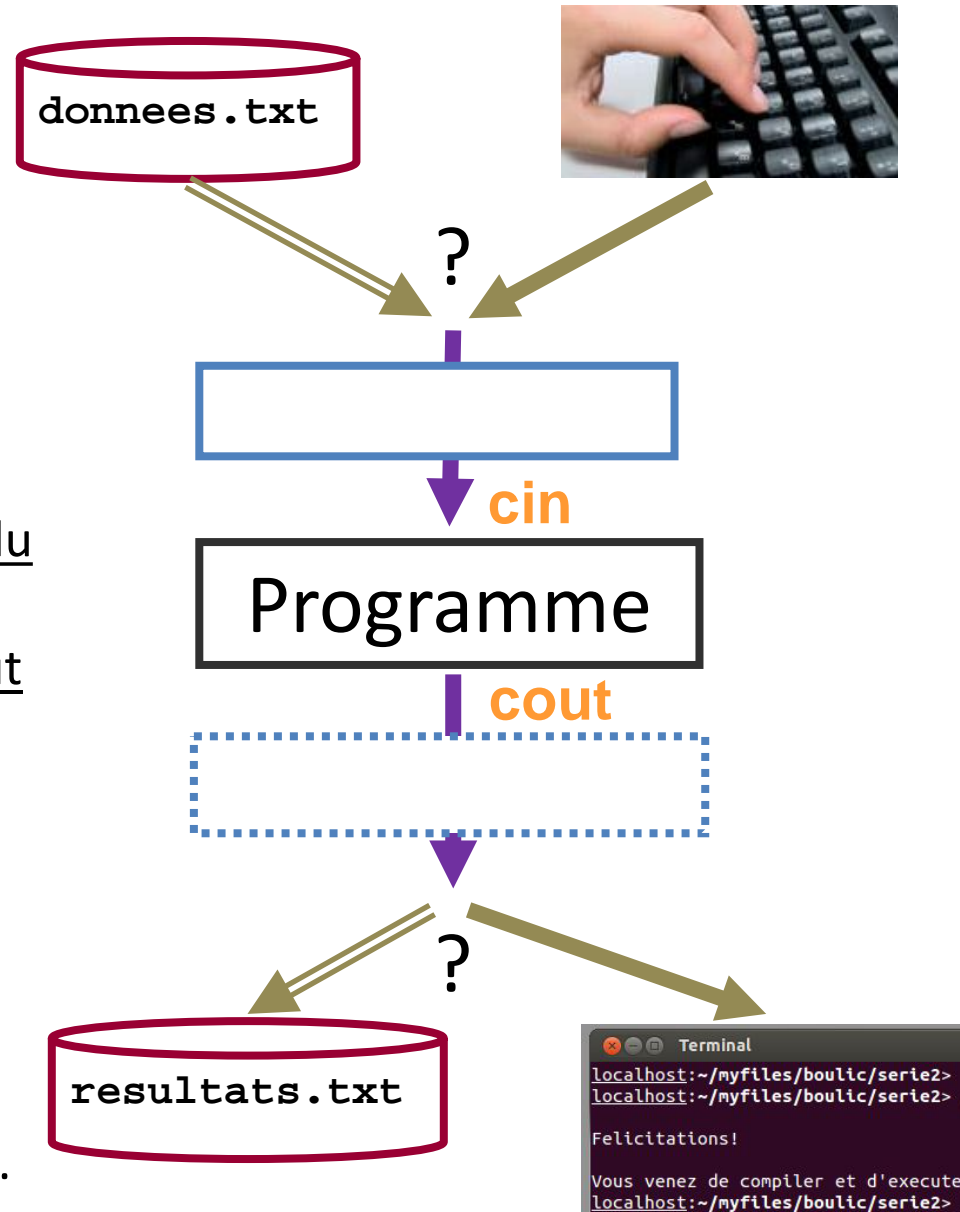 donnees.txt
?
cin
Programme
cout
?
resultats.txt
.
Terminal
localhost:~/myfiles/boulic/serie2>
localhost:~/myfiles/boulic/serie2>
Felicitations!
Vous venez de compiler et d'execute
localhost:~/myfiles/boulic/serie2>